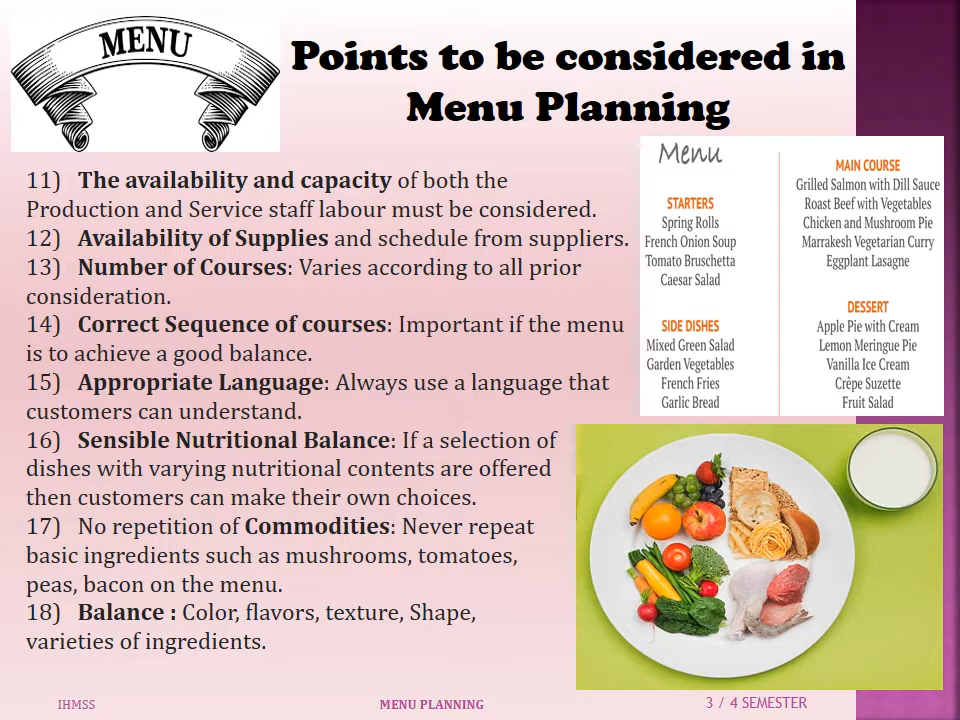 MENU
Points to be considered in
Menu Planning
11) The availability and capacity of both the
Production and Service staff labour must be considered.
12) Availability of Supplies and schedule from suppliers.
13) Number of Courses: Varies according to all prior
consideration.
14) Correct Sequence of courses: Important if the menu
is to achieve a good balance.
15) Appropriate Language: Always use a language that
customers can understand.
16) Sensible Nutritional Balance: If a selection of
dishes with varying nutritional contents are offered
then customers can make their own choices.
17) No repetition of Commodities: Never repeat
basic ingredients such as mushrooms, tomatoes,
peas, bacon on the menu.
18) Balance : Color, flavors, texture, Shape,
varieties of ingredients.
Menu
STARTERS
Spring Rolls
French Onion Soup
Tomato Bruschetta
Caesar Salad
SIDE DISHES
Mixed Green Salad
Garden Vegetables
French Fries
Garlic Bread
MAIN COURSE
Grilled Salmon with Dill Sauce
Roast Beef with Vegetables
Chicken and Mushroom Pie
Marrakesh Vegetarian Curry
Eggplant Lasagne
DESSERT
Apple Pie with Cream
Lemon Meringue Pie
Vanilla Ice Cream
Crêpe Suzette
Fruit Salad
IHMSS
MENU PLANNING
3 / 4 SEMESTER